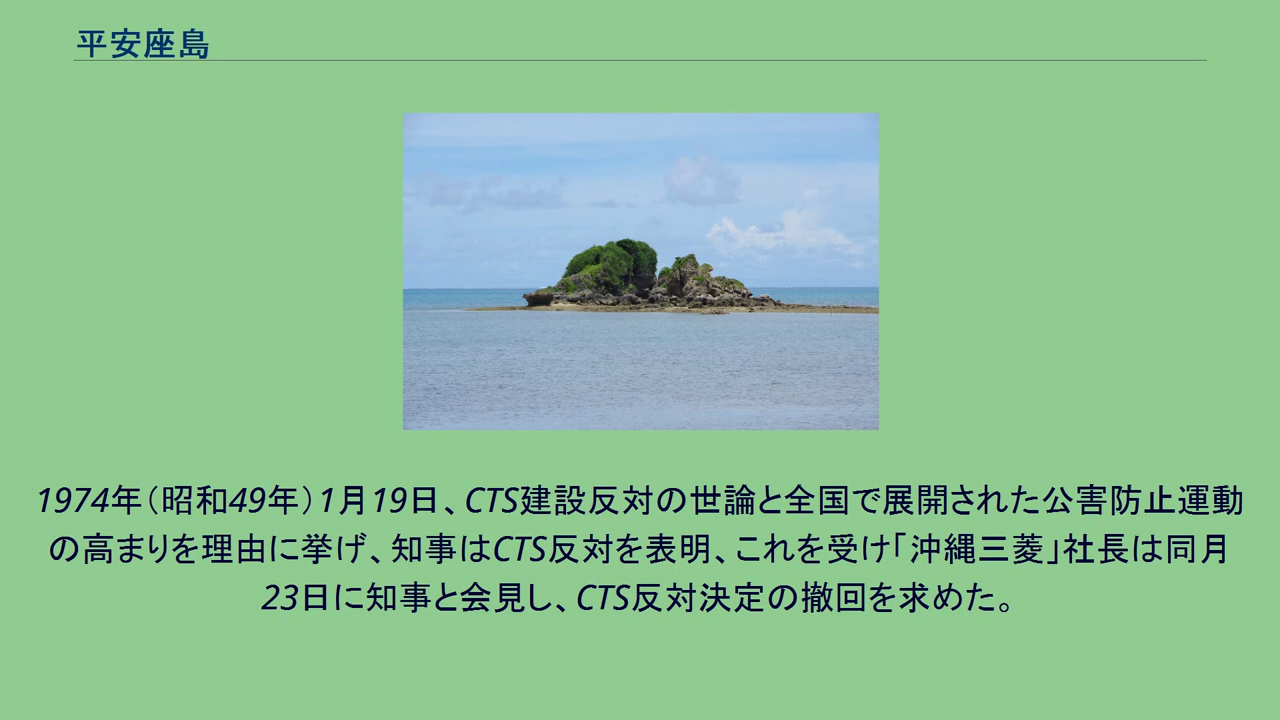 平安座島
1974年(昭和49年)1月19日、CTS建設反対の世論と全国で展開された公害防止運動
の高まりを理由に挙げ、知事はCTS反対を表明、これを受け「沖縄三菱」社長は同月
23日に知事と会見し、CTS反対決定の撤回を求めた。